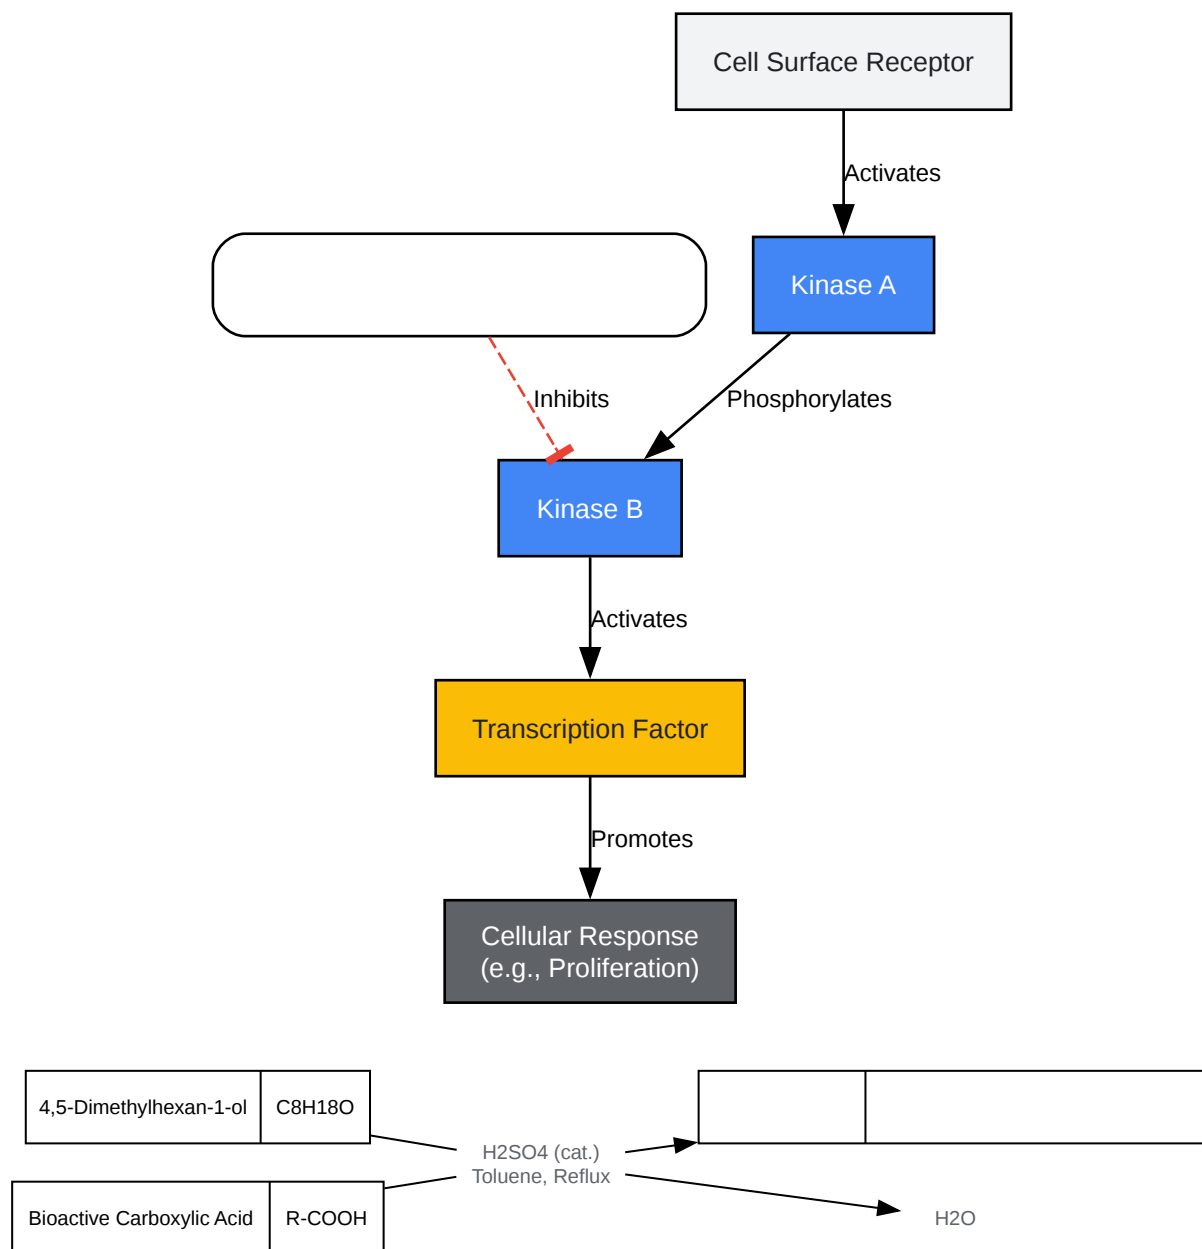 Cell Surface Receptor
Activates
Kinase A
Inhibits
Phosphorylates
Kinase B
Activates
Transcription Factor
Promotes
Cellular Response
(e.g., Proliferation)
4,5-Dimethylhexan-1-ol
C8H18O
H2SO4 (cat.)
Toluene, Reflux
Bioactive Carboxylic Acid
R-COOH
H2O